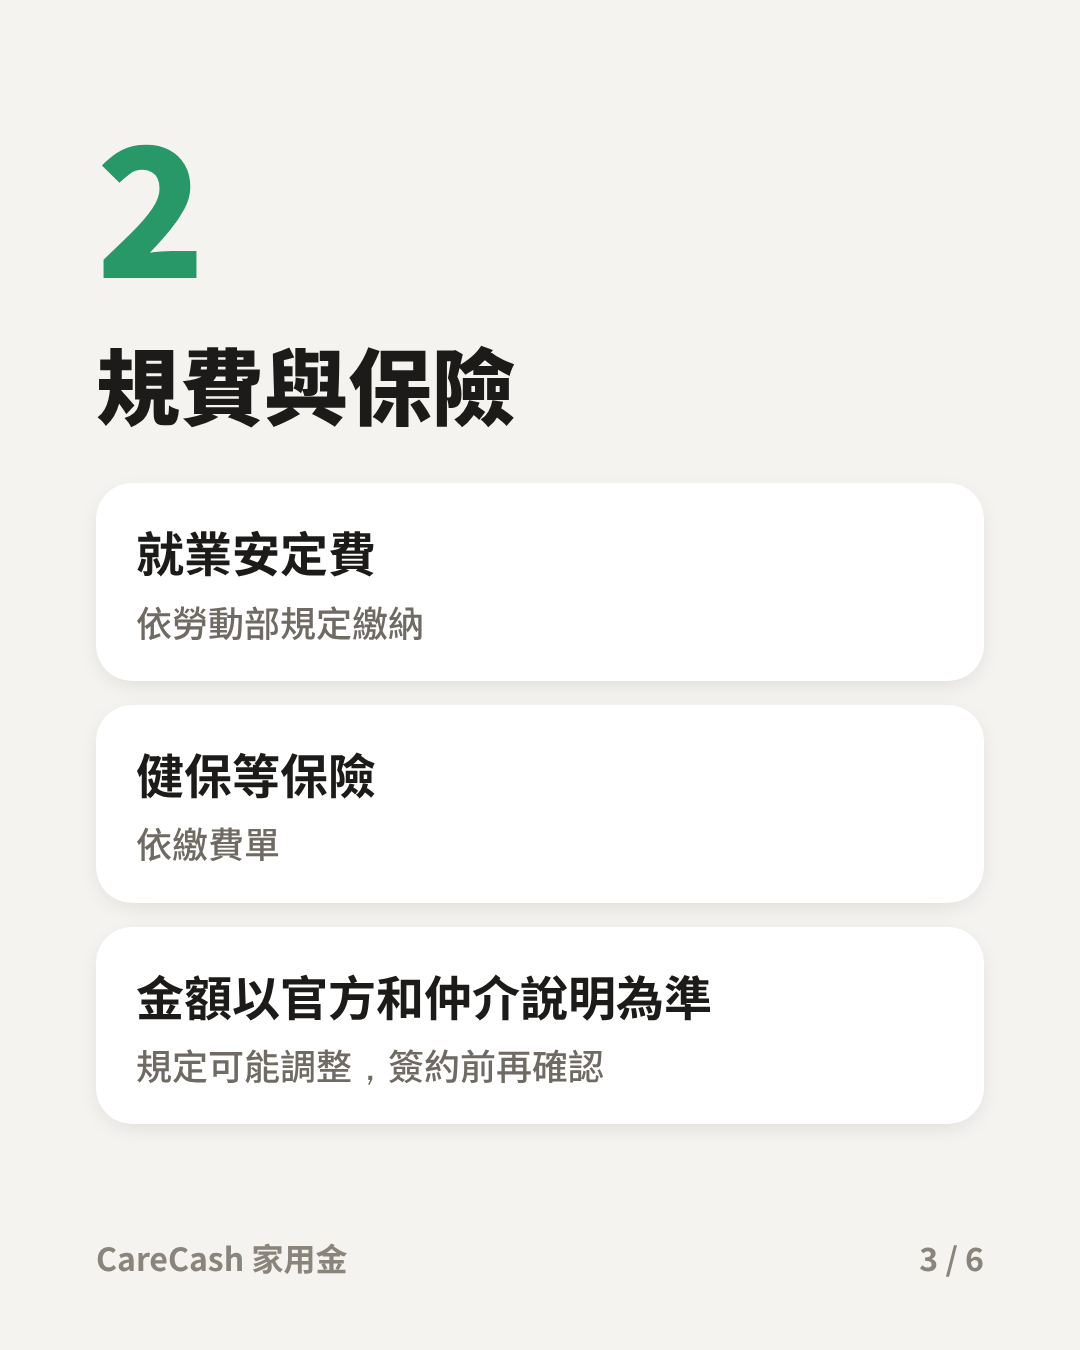 2
規費與保險
就業安定費
依勞動部規定繳納
健保等保險
依繳費單
金額以官方和仲介說明為準
規定可能調整，簽約前再確認
CareCash 家用金
3 / 6